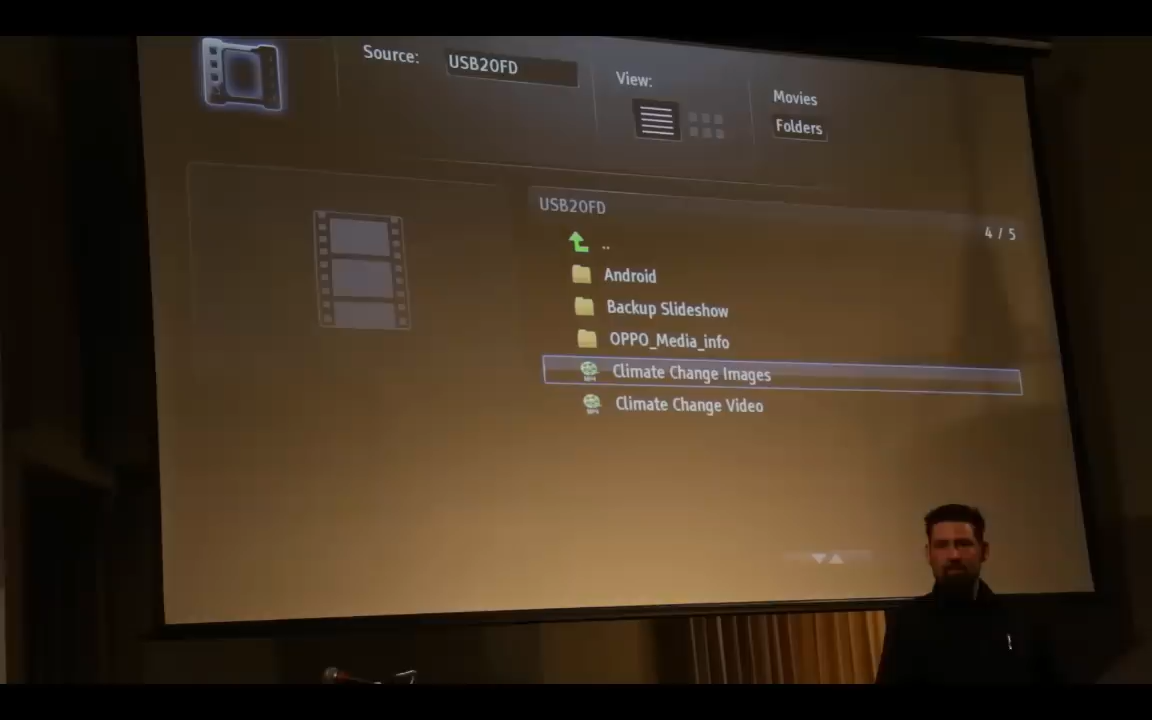 Source: USB20FD
View:
Movies
Folders
USB20FD
4 / 5
..
Android
Backup Slideshow
OPPO_Media_info
Climate Change Images
Climate Change Video